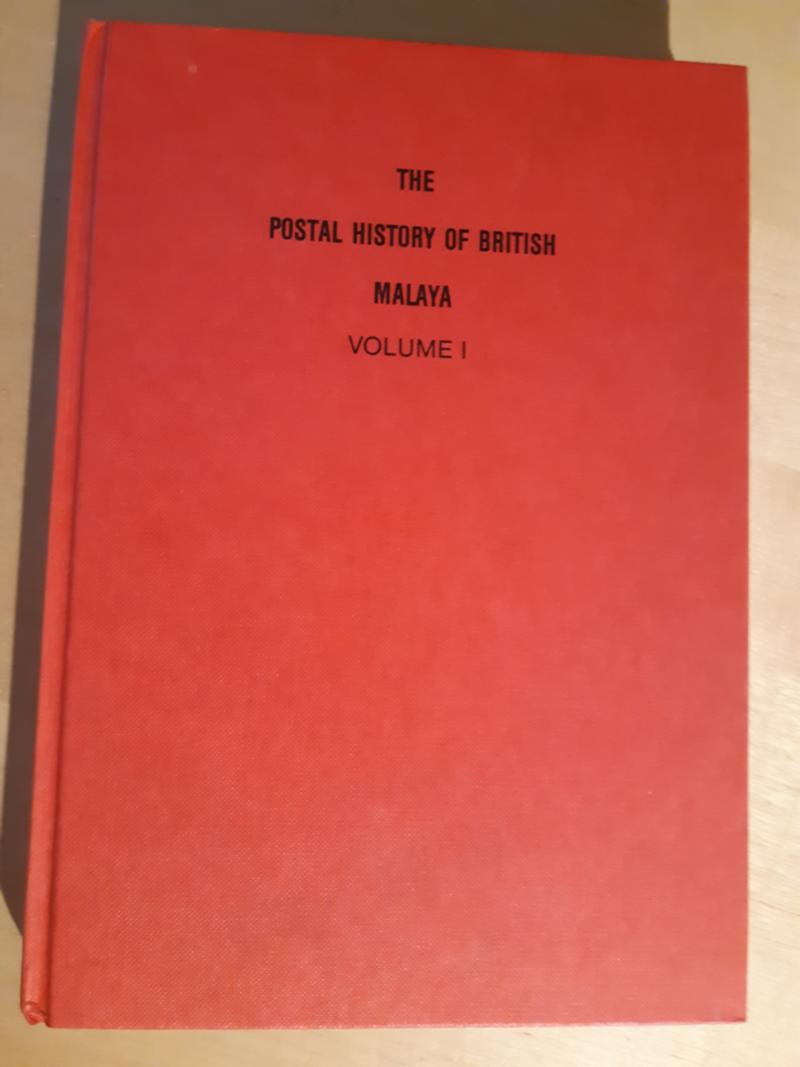 THE
POSTAL HISTORY OF BRITISH
MALAYA
VOLUME I